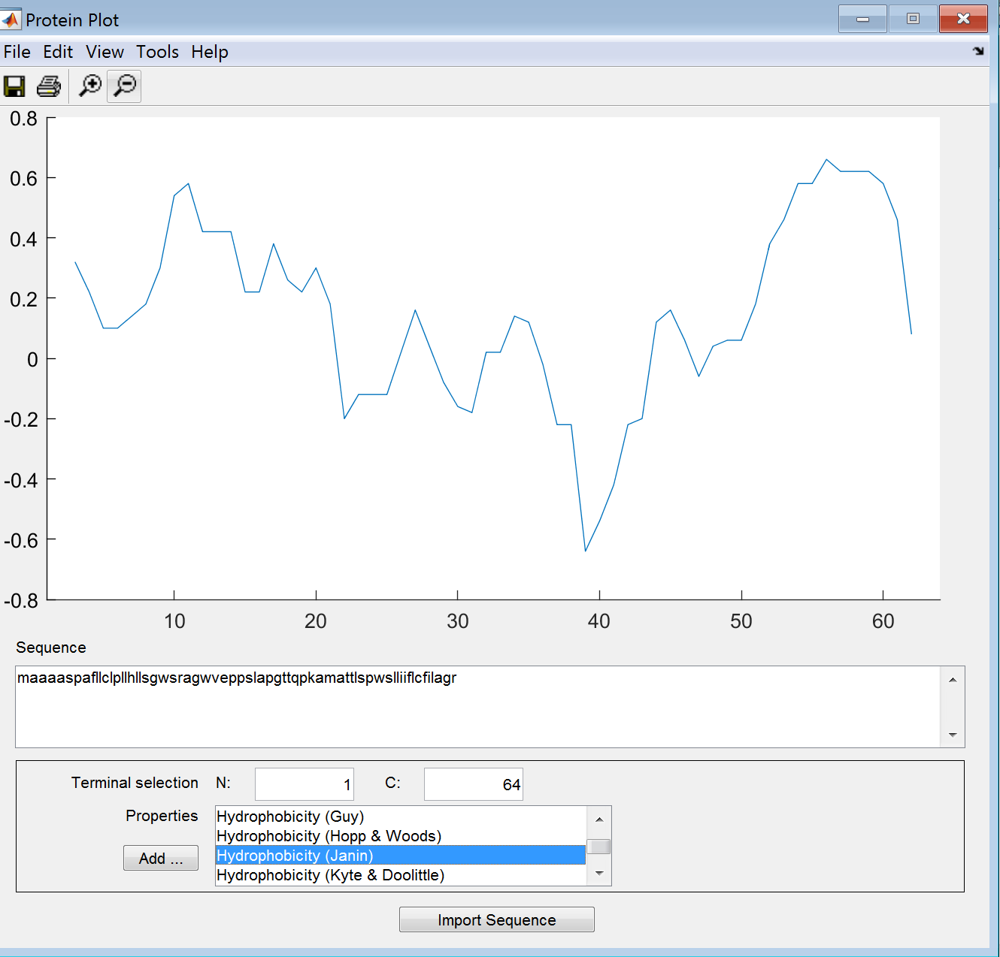 Protein Plot
File Edit View Tools Help
0.8
0.6
0.4
0.2
0
-0.2
-0.4
-0.6
-0.8
10 20 30 40 50 60
Sequence
maaaaspafllclpllhllsgwsragwveppslapgttqpkamattlspwslliiflcfilagr
Terminal selection N: 1 C: 64
Properties
Hydrophobicity (Guy)
Hydrophobicity (Hopp & Woods)
Hydrophobicity (Janin)
Hydrophobicity (Kyte & Doolittle)
Add ...
Import Sequence